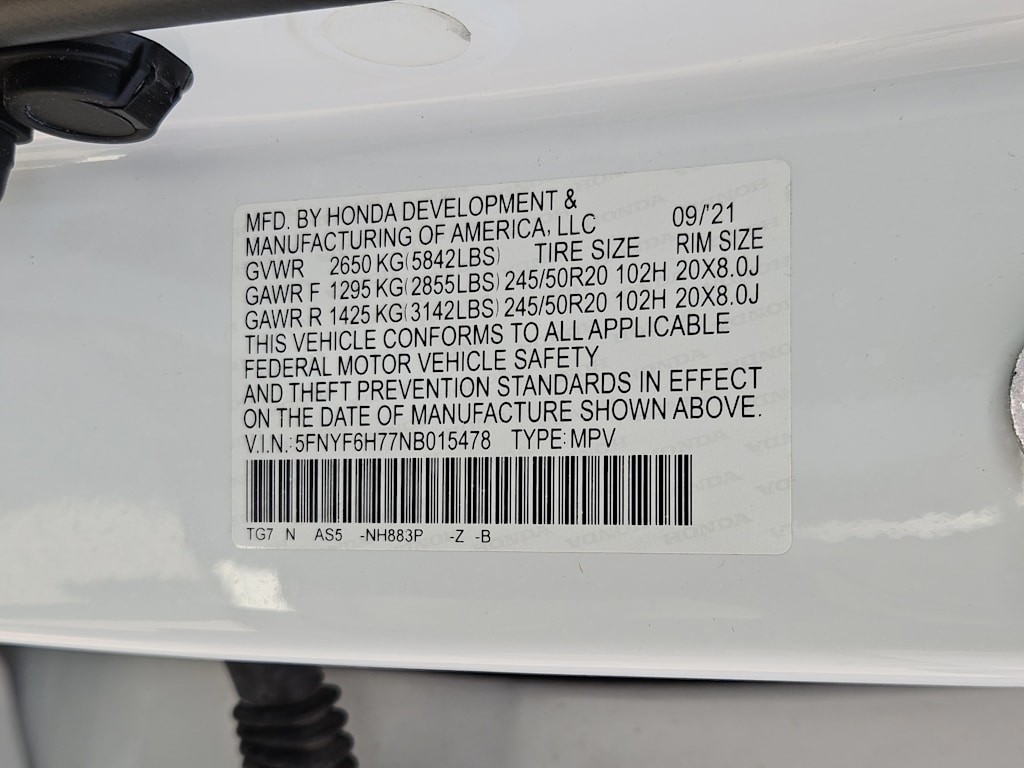 MFD. BY HONDA DEVELOPMENT &
MANUFACTURING OF AMERICA, LLC 09/'21
GVWR 2650 KG(5842LBS) TIRE SIZE RIM SIZE
GAWR F 1295 KG(2855LBS) 245/50R20 102H 20X8.0J
GAWR R 1425 KG(3142LBS) 245/50R20 102H 20X8.0J
THIS VEHICLE CONFORMS TO ALL APPLICABLE
FEDERAL MOTOR VEHICLE SAFETY
AND THEFT PREVENTION STANDARDS IN EFFECT
ON THE DATE OF MANUFACTURE SHOWN ABOVE.
V.I.N.:5FNYF6H77NB015478 TYPE:MPV
TG7 N AS5 -NH883P -Z -B